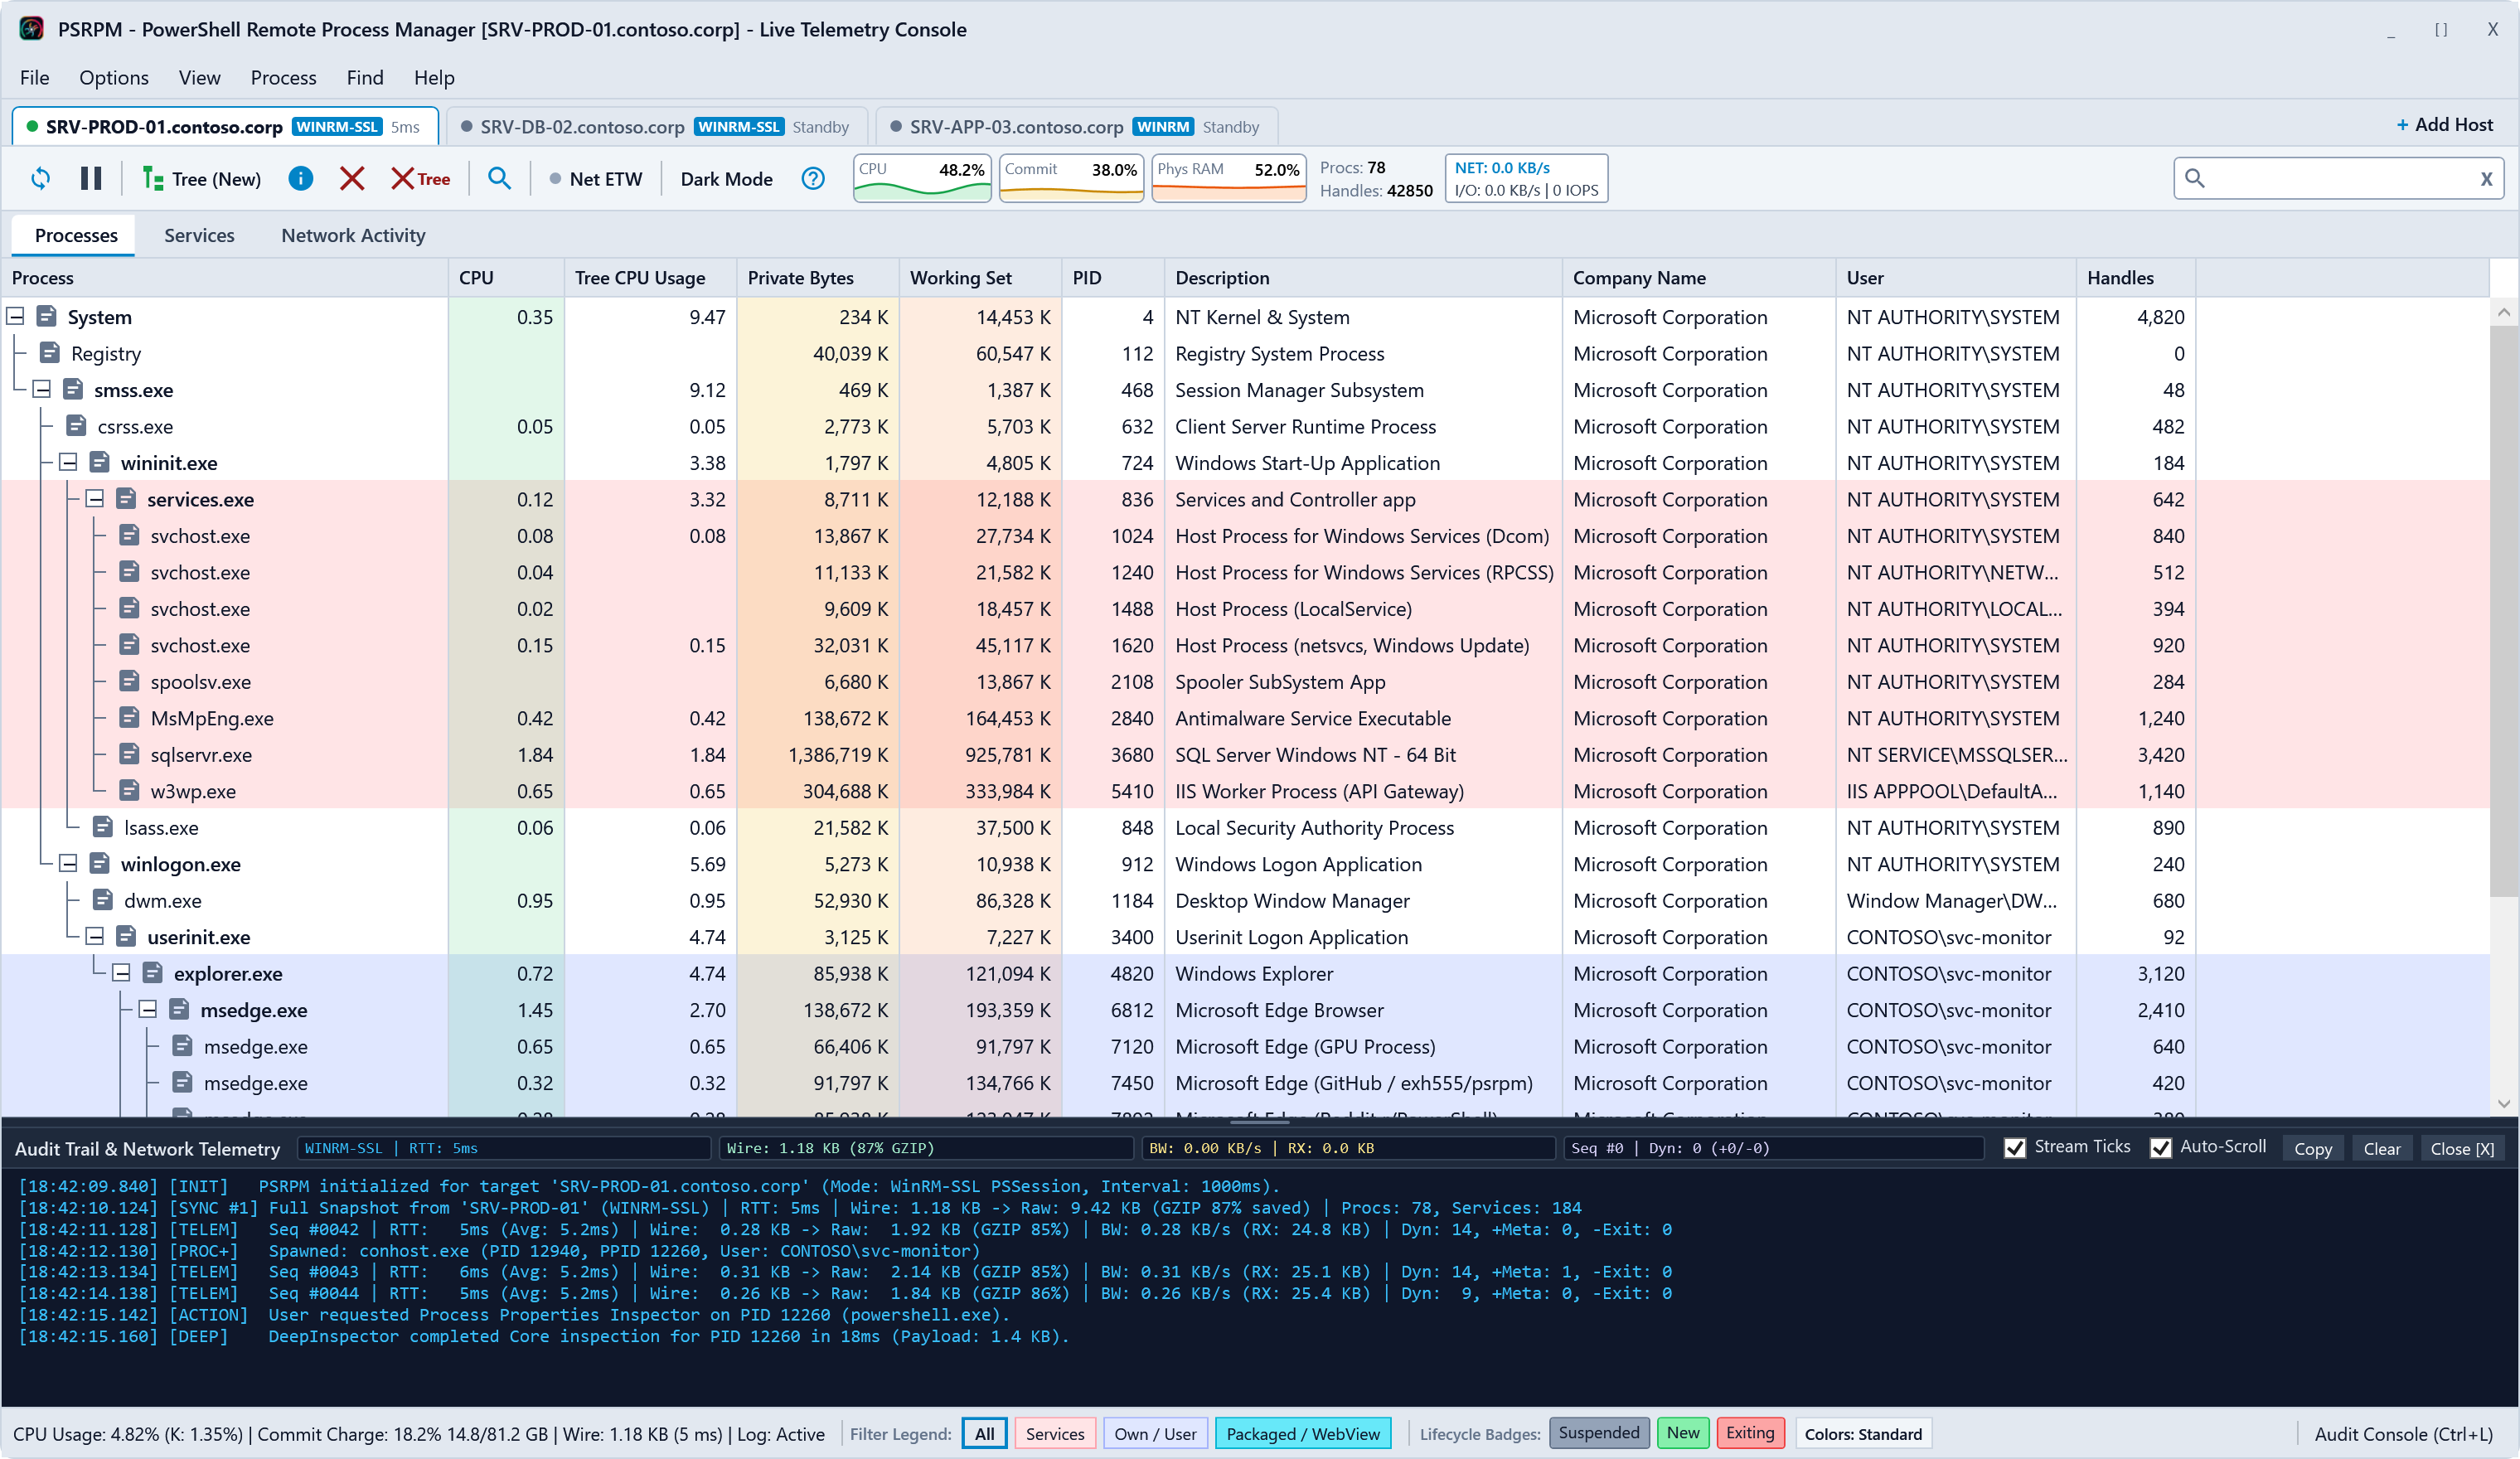 PSRPM - PowerShell Remote Process Manager [SRV-PROD-01.contoso.corp] - Live Telemetry Console _ [] X
File Options View Process Find Help
SRV-PROD-01.contoso.corp WINRM-SSL 5ms SRV-DB-02.contoso.corp WINRM-SSL Standby SRV-APP-03.contoso.corp WINRM Standby + Add Host
Tree (New) i X X Tree Net ETW Dark Mode ? CPU 48.2% Commit 38.0% Phys RAM 52.0% Procs: 78 NET: 0.0 KB/s X
Handles: 42850 I/O: 0.0 KB/s | 0 IOPS
Processes Services Network Activity
Process CPU Tree CPU Usage Private Bytes Working Set PID Description Company Name User Handles
System 0.35 9.47 234 K 14,453 K 4 NT Kernel & System Microsoft Corporation NT AUTHORITY\SYSTEM 4,820
Registry 40,039 K 60,547 K 112 Registry System Process Microsoft Corporation NT AUTHORITY\SYSTEM 0
smss.exe 9.12 469 K 1,387 K 468 Session Manager Subsystem Microsoft Corporation NT AUTHORITY\SYSTEM 48
csrss.exe 0.05 0.05 2,773 K 5,703 K 632 Client Server Runtime Process Microsoft Corporation NT AUTHORITY\SYSTEM 482
wininit.exe 3.38 1,797 K 4,805 K 724 Windows Start-Up Application Microsoft Corporation NT AUTHORITY\SYSTEM 184
services.exe 0.12 3.32 8,711 K 12,188 K 836 Services and Controller app Microsoft Corporation NT AUTHORITY\SYSTEM 642
svchost.exe 0.08 0.08 13,867 K 27,734 K 1024 Host Process for Windows Services (Dcom) Microsoft Corporation NT AUTHORITY\SYSTEM 840
svchost.exe 0.04 11,133 K 21,582 K 1240 Host Process for Windows Services (RPCSS) Microsoft Corporation NT AUTHORITY\NETW... 512
svchost.exe 0.02 9,609 K 18,457 K 1488 Host Process (LocalService) Microsoft Corporation NT AUTHORITY\LOCAL... 394
svchost.exe 0.15 0.15 32,031 K 45,117 K 1620 Host Process (netsvcs, Windows Update) Microsoft Corporation NT AUTHORITY\SYSTEM 920
spoolsv.exe 6,680 K 13,867 K 2108 Spooler SubSystem App Microsoft Corporation NT AUTHORITY\SYSTEM 284
MsMpEng.exe 0.42 0.42 138,672 K 164,453 K 2840 Antimalware Service Executable Microsoft Corporation NT AUTHORITY\SYSTEM 1,240
sqlservr.exe 1.84 1.84 1,386,719 K 925,781 K 3680 SQL Server Windows NT - 64 Bit Microsoft Corporation NT SERVICE\MSSQLSER... 3,420
w3wp.exe 0.65 0.65 304,688 K 333,984 K 5410 IIS Worker Process (API Gateway) Microsoft Corporation IIS APPPOOL\DefaultA... 1,140
lsass.exe 0.06 0.06 21,582 K 37,500 K 848 Local Security Authority Process Microsoft Corporation NT AUTHORITY\SYSTEM 890
winlogon.exe 5.69 5,273 K 10,938 K 912 Windows Logon Application Microsoft Corporation NT AUTHORITY\SYSTEM 240
dwm.exe 0.95 0.95 52,930 K 86,328 K 1184 Desktop Window Manager Microsoft Corporation Window Manager\DW... 680
userinit.exe 4.74 3,125 K 7,227 K 3400 Userinit Logon Application Microsoft Corporation CONTOSO\svc-monitor 92
explorer.exe 0.72 4.74 85,938 K 121,094 K 4820 Windows Explorer Microsoft Corporation CONTOSO\svc-monitor 3,120
msedge.exe 1.45 2.70 138,672 K 193,359 K 6812 Microsoft Edge Browser Microsoft Corporation CONTOSO\svc-monitor 2,410
msedge.exe 0.65 0.65 66,406 K 91,797 K 7120 Microsoft Edge (GPU Process) Microsoft Corporation CONTOSO\svc-monitor 640
msedge.exe 0.32 0.32 91,797 K 134,766 K 7450 Microsoft Edge (GitHub / exh555/psrpm) Microsoft Corporation CONTOSO\svc-monitor 420
Audit Trail & Network Telemetry WINRM-SSL | RTT: 5ms Wire: 1.18 KB (87% GZIP) BW: 0.00 KB/s | RX: 0.0 KB Seq #0 | Dyn: 0 (+0/-0) Stream Ticks Auto-Scroll Copy Clear Close [X]
[18:42:09.840] [INIT] PSRPM initialized for target 'SRV-PROD-01.contoso.corp' (Mode: WinRM-SSL PSSession, Interval: 1000ms).
[18:42:10.124] [SYNC #1] Full Snapshot from 'SRV-PROD-01' (WINRM-SSL) | RTT: 5ms | Wire: 1.18 KB -> Raw: 9.42 KB (GZIP 87% saved) | Procs: 78, Services: 184
[18:42:11.128] [TELEM] Seq #0042 | RTT: 5ms (Avg: 5.2ms) | Wire: 0.28 KB -> Raw: 1.92 KB (GZIP 85%) | BW: 0.28 KB/s (RX: 24.8 KB) | Dyn: 14, +Meta: 0, -Exit: 0
[18:42:12.130] [PROC+] Spawned: conhost.exe (PID 12940, PPID 12260, User: CONTOSO\svc-monitor)
[18:42:13.134] [TELEM] Seq #0043 | RTT: 6ms (Avg: 5.2ms) | Wire: 0.31 KB -> Raw: 2.14 KB (GZIP 85%) | BW: 0.31 KB/s (RX: 25.1 KB) | Dyn: 14, +Meta: 1, -Exit: 0
[18:42:14.138] [TELEM] Seq #0044 | RTT: 5ms (Avg: 5.2ms) | Wire: 0.26 KB -> Raw: 1.84 KB (GZIP 86%) | BW: 0.26 KB/s (RX: 25.4 KB) | Dyn: 9, +Meta: 0, -Exit: 0
[18:42:15.142] [ACTION] User requested Process Properties Inspector on PID 12260 (powershell.exe).
[18:42:15.160] [DEEP] DeepInspector completed Core inspection for PID 12260 in 18ms (Payload: 1.4 KB).
CPU Usage: 4.82% (K: 1.35%) | Commit Charge: 18.2% 14.8/81.2 GB | Wire: 1.18 KB (5 ms) | Log: Active Filter Legend: All Services Own / User Packaged / WebView Lifecycle Badges: Suspended New Exiting Colors: Standard Audit Console (Ctrl+L)